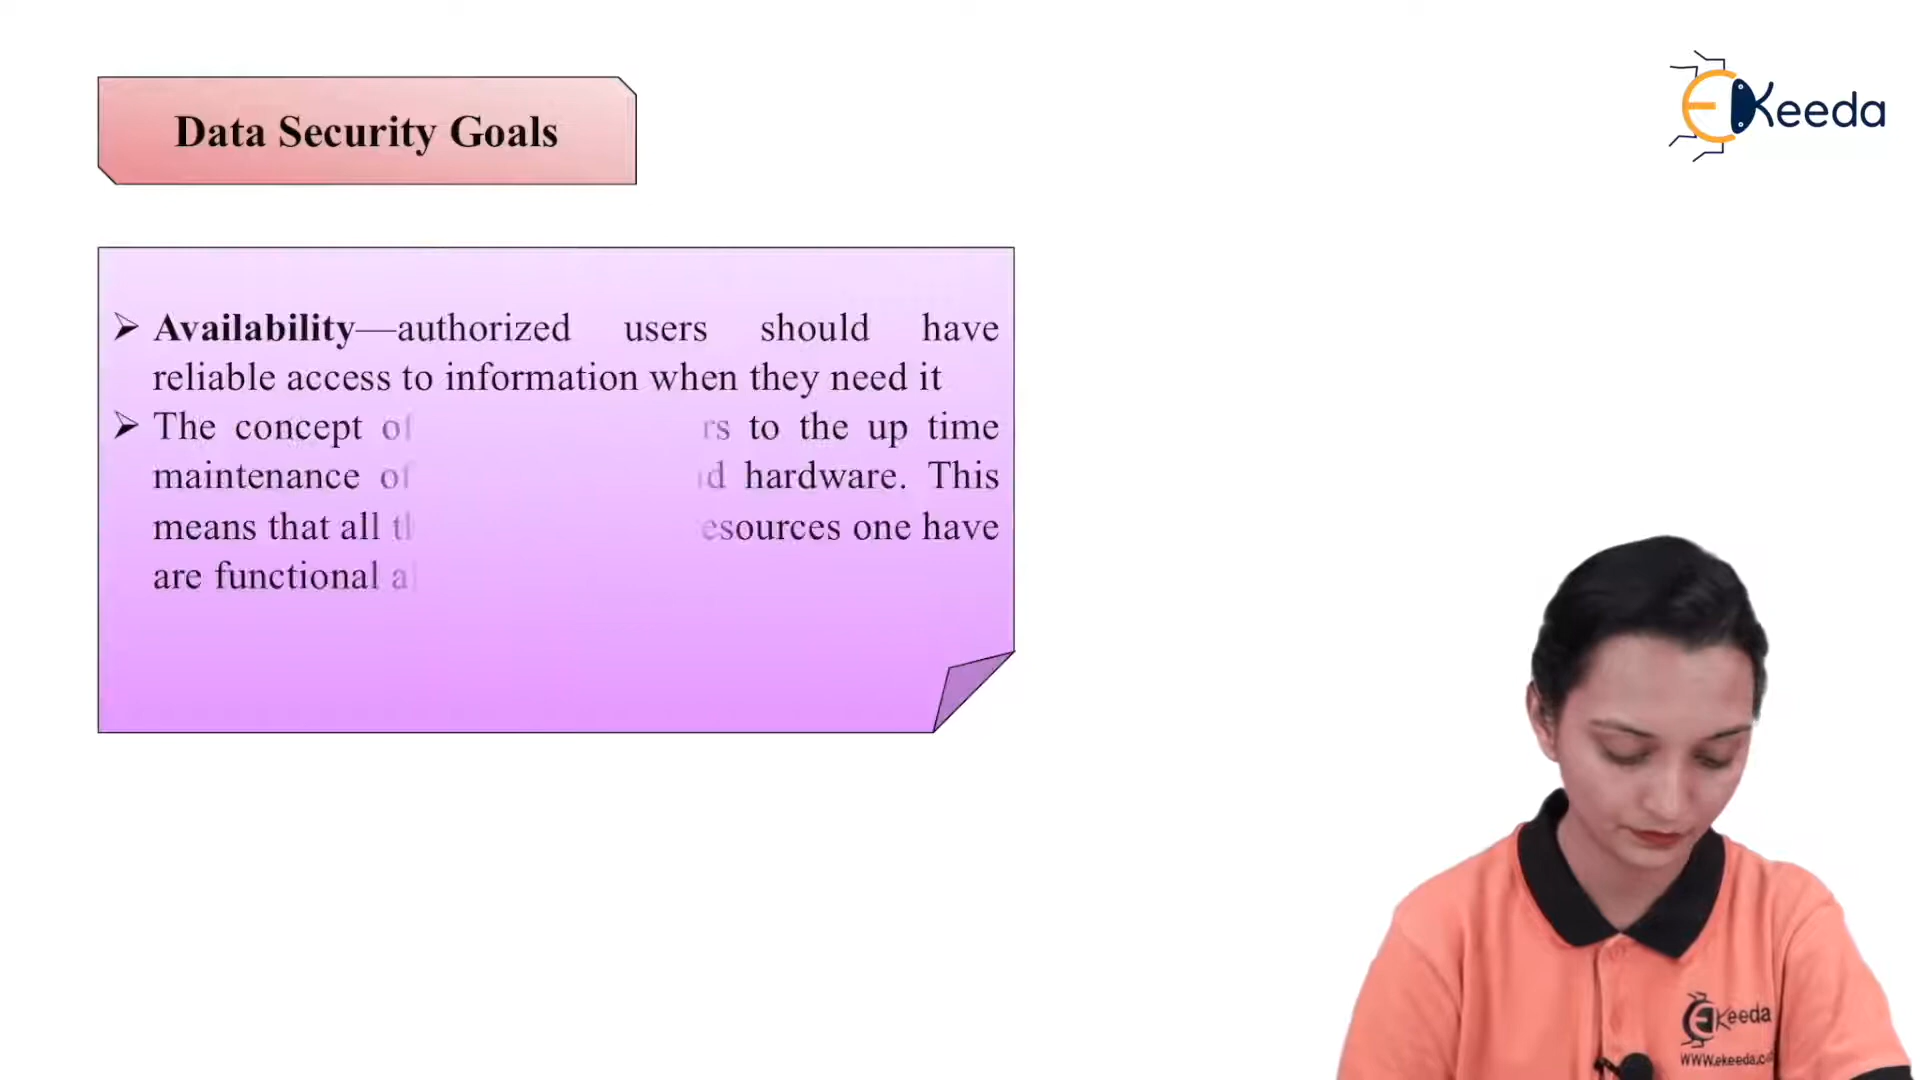 Data Security Goals
Keeda
Availability—authorized users should have
reliable access to information when they need it
The concept to the up time
maintenance hardware. This
means that all one have
are functional
Keeda